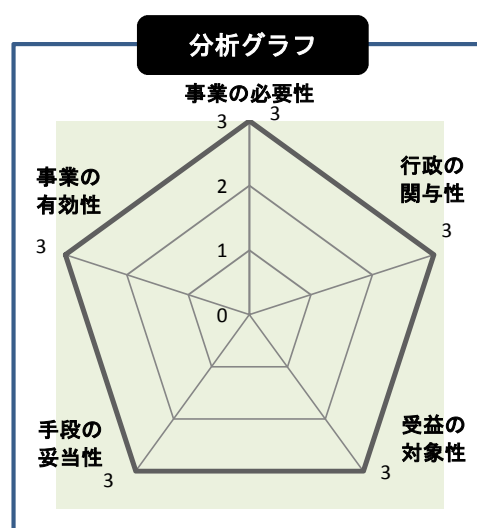 分析グラフ
事業の必要性
3
3
行政の
関与性
3
事業の
有効性
3
2
1
0
受益の
対象性
3
手段の
妥当性
3